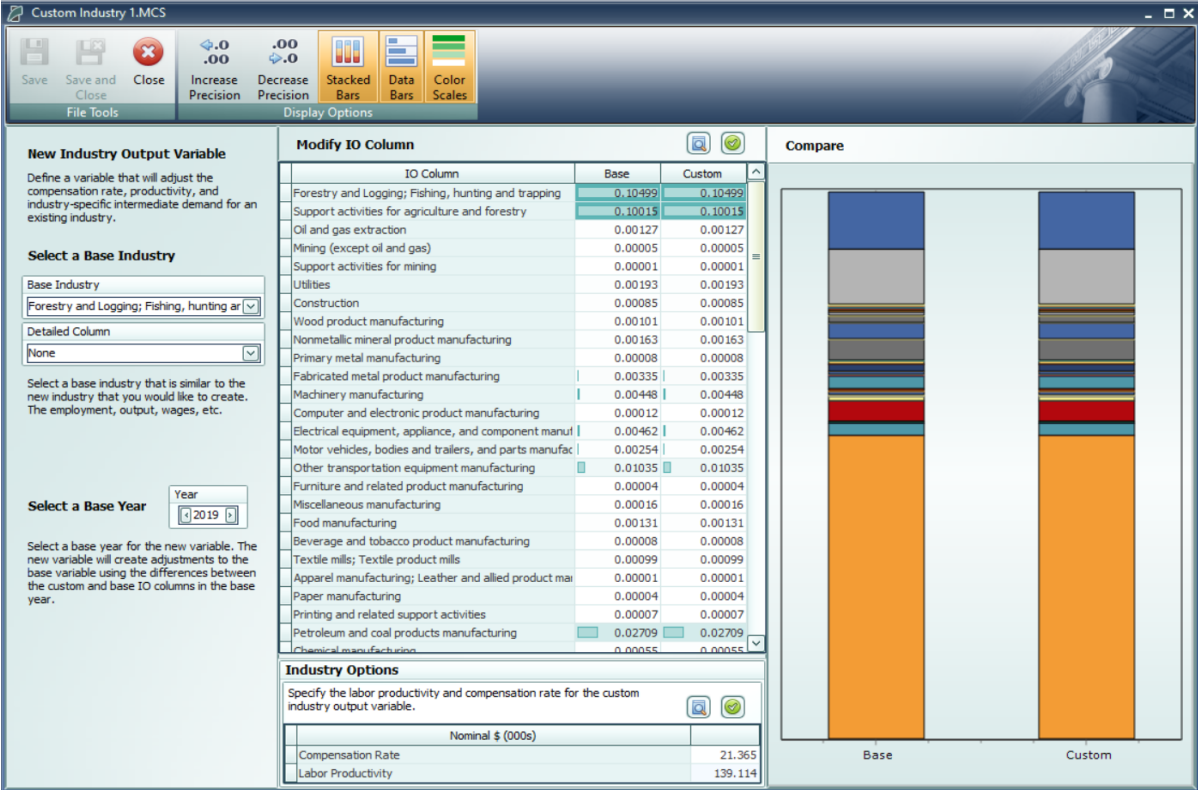 Custom Industry 1.MCS
.0 .00
.00 .0
Save
Save and Close
Close
Increase Precision
Decrease Precision
Stacked Bars
Data Bars
Color Scales
File Tools
Display Options
New Industry Output Variable
Define a variable that will adjust the
compensation rate, productivity, and
industry-specific intermediate demand for an
existing industry.
Select a Base Industry
Base Industry
Forestry and Logging; Fishing, hunting ar
Detailed Column
None
Select a base industry that is similar to the
new industry that you would like to create.
The employment, output, wages, etc.
Select a Base Year
Year
2019
Select a base year for the new variable. The
new variable will create adjustments to the
base variable using the differences between
the custom and base IO columns in the base
year.
Modify IO Column
IO Column Base Custom
Forestry and Logging; Fishing, hunting and trapping 0.10499 0.10499
Support activities for agriculture and forestry 0.10015 0.10015
Oil and gas extraction 0.00127 0.00127
Mining (except oil and gas) 0.00005 0.00005
Support activities for mining 0.00001 0.00001
Utilities 0.00193 0.00193
Construction 0.00085 0.00085
Wood product manufacturing 0.00101 0.00101
Nonmetallic mineral product manufacturing 0.00163 0.00163
Primary metal manufacturing 0.00008 0.00008
Fabricated metal product manufacturing 0.00335 0.00335
Machinery manufacturing 0.00448 0.00448
Computer and electronic product manufacturing 0.00012 0.00012
Electrical equipment, appliance, and component manuf 0.00462 0.00462
Motor vehicles, bodies and trailers, and parts manufac 0.00254 0.00254
Other transportation equipment manufacturing 0.01035 0.01035
Furniture and related product manufacturing 0.00004 0.00004
Miscellaneous manufacturing 0.00016 0.00016
Food manufacturing 0.00131 0.00131
Beverage and tobacco product manufacturing 0.00008 0.00008
Textile mills; Textile product mills 0.00099 0.00099
Apparel manufacturing; Leather and allied product mai 0.00001 0.00001
Paper manufacturing 0.00004 0.00004
Printing and related support activities 0.00007 0.00007
Petroleum and coal products manufacturing 0.02709 0.02709
Chemical manufacturing 0.00055 0.00055
Industry Options
Specify the labor productivity and compensation rate for the custom
industry output variable.
Nominal $ (000s)
Compensation Rate 21.365
Labor Productivity 139.114
Compare
Base Custom